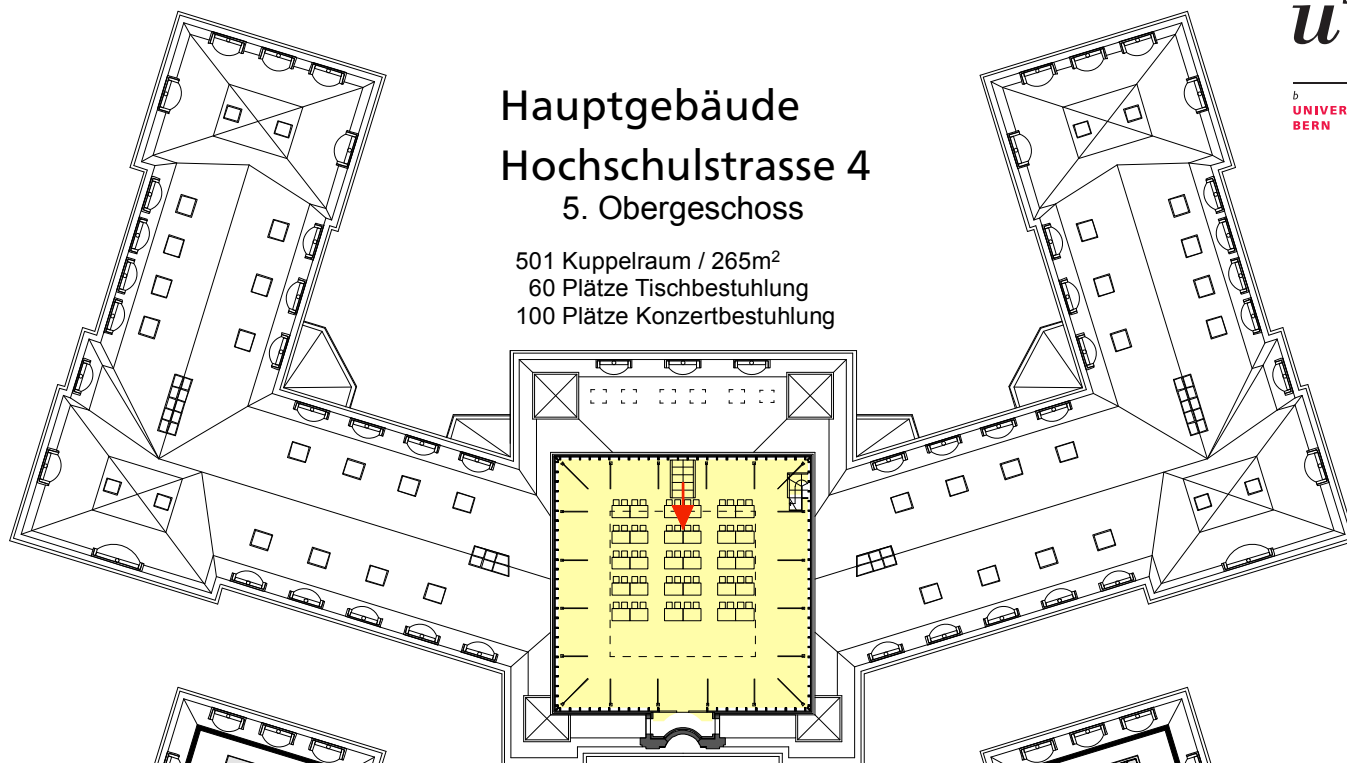 Hauptgebäude
Hochschulstrasse 4
5. Obergeschoss
501 Kuppelraum / 265m²
60 Plätze Tischbestuhlung
100 Plätze Konzertbestuhlung
u
b
UNIVER
BERN